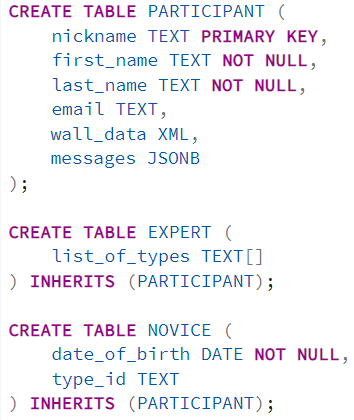 CREATE TABLE PARTICIPANT (
    nickname TEXT PRIMARY KEY,
    first_name TEXT NOT NULL,
    last_name TEXT NOT NULL,
    email TEXT,
    wall_data XML,
    messages JSONB
);

CREATE TABLE EXPERT (
    list_of_types TEXT[]
) INHERITS (PARTICIPANT);

CREATE TABLE NOVICE (
    date_of_birth DATE NOT NULL,
    type_id TEXT
) INHERITS (PARTICIPANT);